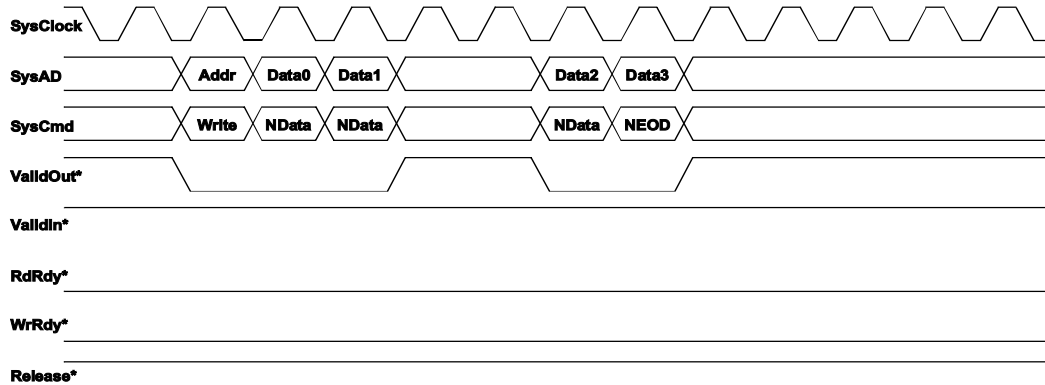 SysClock
SysAD Addr Data0 Data1 Data2 Data3
SysCmd Write NData NData NData NEOD
ValidOut*
ValidIn*
RdRdy*
WrRdy*
Release*